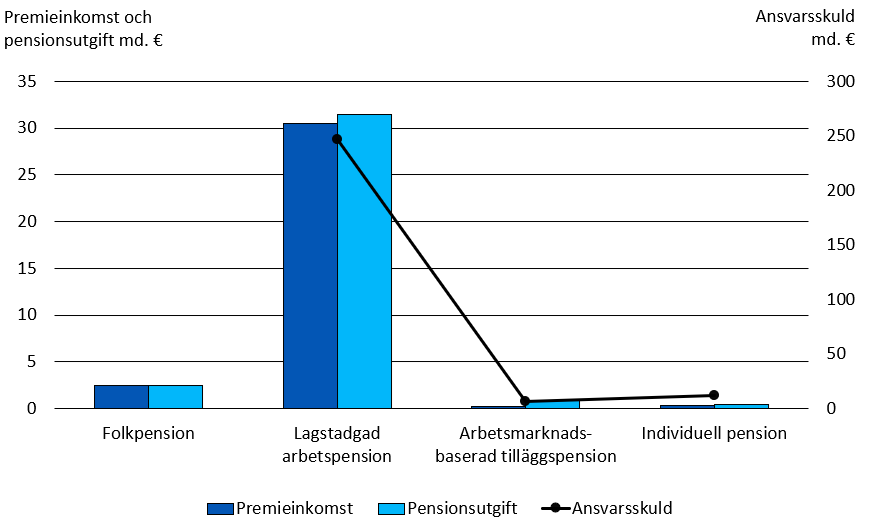 Premieinkomst och
pensionsutgift md. €
Ansvarsskuld
md. €
35
30
25
20
15
10
5
0
300
250
200
150
100
50
0
Folkpension
Lagstadgad
arbetspension
Arbetsmarknads-
baserad tilläggspension
Individuell pension
Premieinkomst
Pensionsutgift
Ansvarsskuld